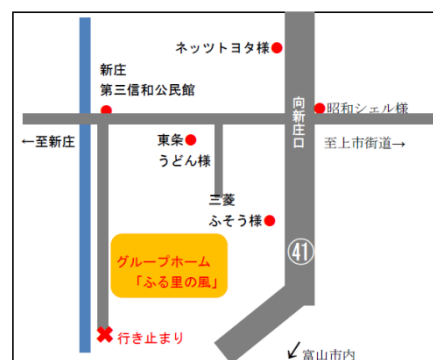 ネッツトヨタ様
新庄
第三信和公民館
向新庄口
昭和シェル様
←至新庄
東条
うどん様
至上市街道→
三菱
ふそう様
41
グループホーム
「ふる里の風」
行き止まり
富山市内